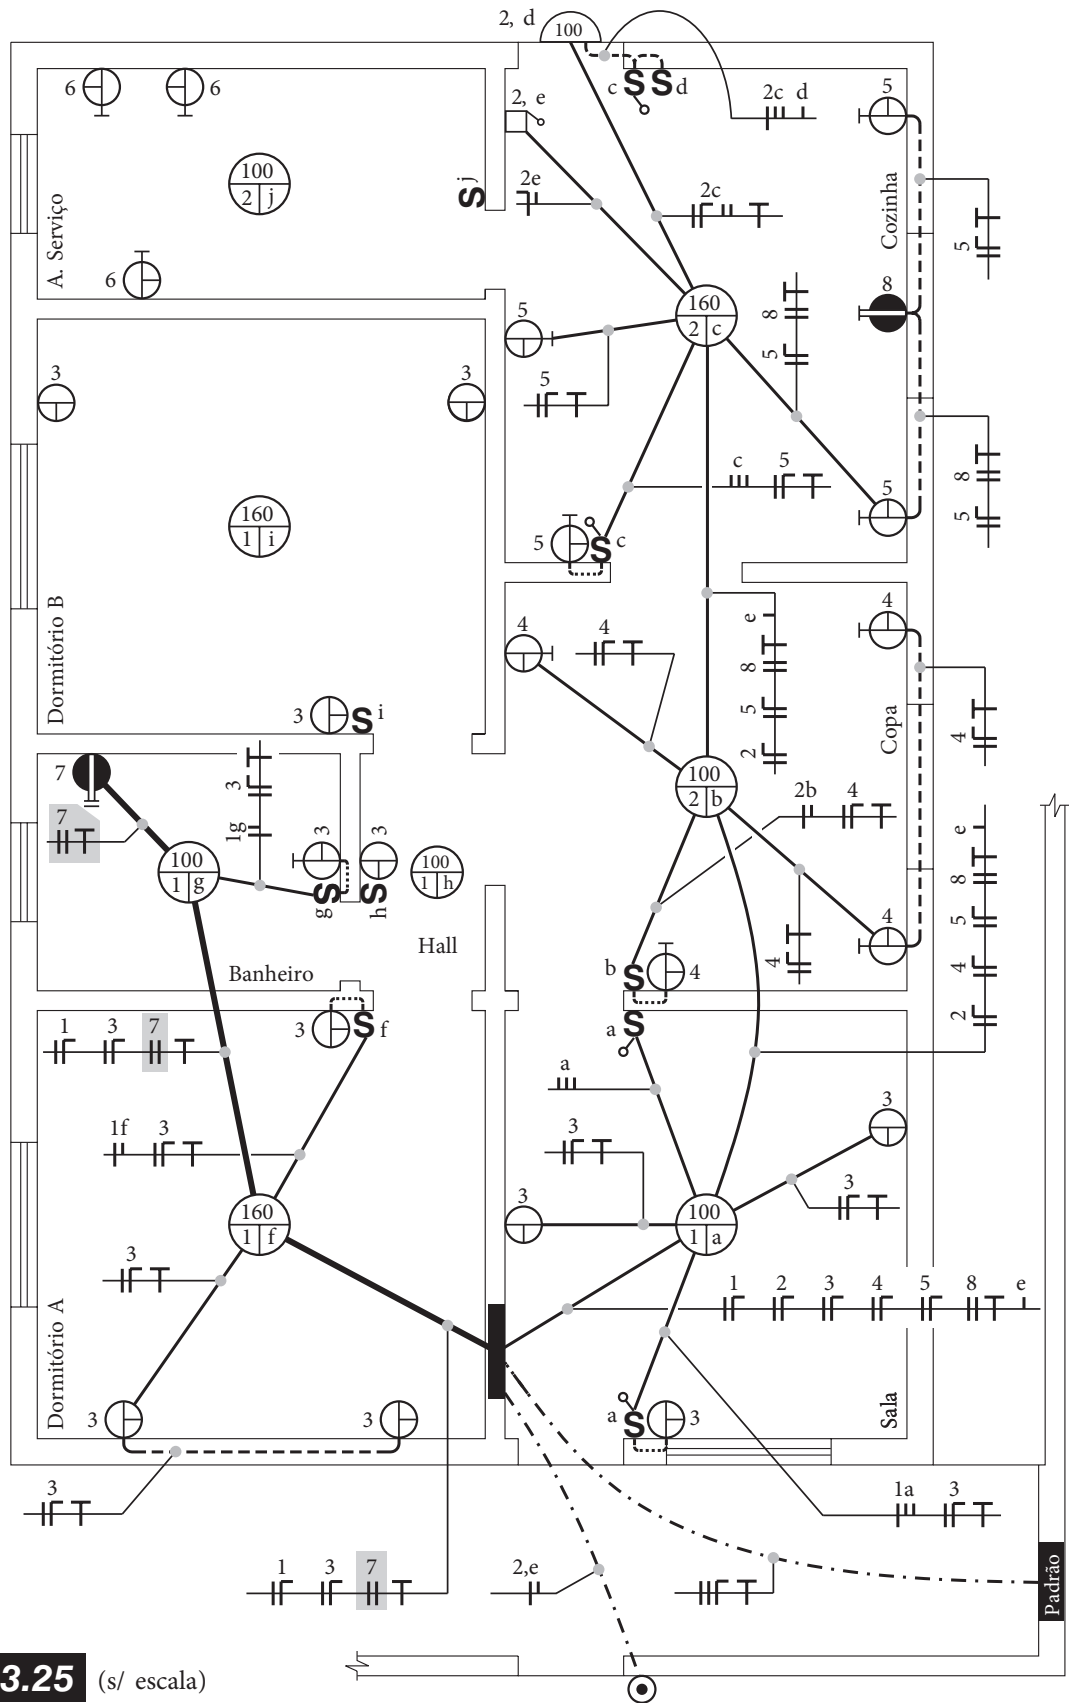 2, d
100
c S S d
2c d
5
6
6
2, e
100
2 j
S j
2e
2c
A. Serviço
Cozinha
5
6
8
160
2 c
5
8
5
3
3
5
8
5
c
5
5
160
1 i
5
S c
4
4
4
e
8
5
2
Dormitório B
Copa
4
3
S i
7
3
1g
100
2 b
2b
4
7
100
1 g
3
3
100
1 h
S g
S h
e
8
5
4
2
Hall
4
4
Banheiro
b S
4
3
S f
a S
1
3
7
a
3
1f
3
3
3
3
160
1 f
100
1 a
3
1
2
3
4
5
8
e
Dormitório A
Sala
3
3
a S
3
3
1a
3
1
3
7
2,e
Padrão
3.25 (s/ escala)